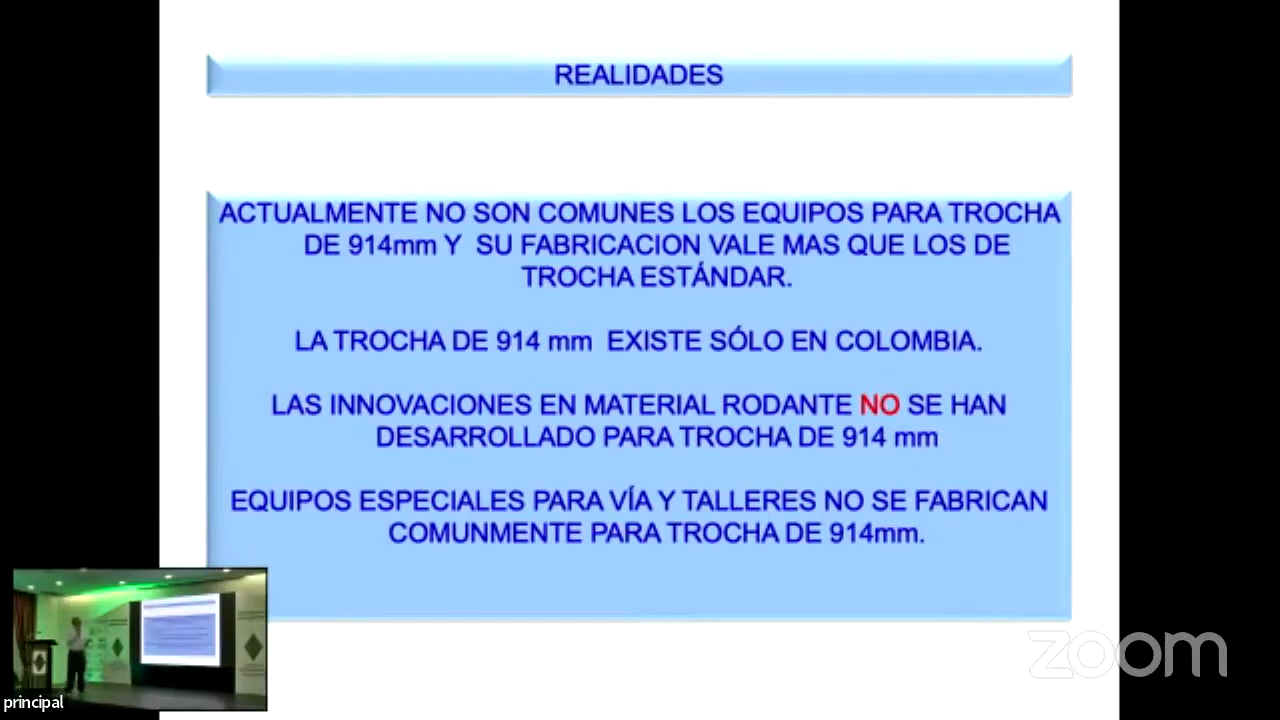 REALIDADES
ACTUALMENTE NO SON COMUNES LOS EQUIPOS PARA TROCHA
DE 914mm Y SU FABRICACION VALE MAS QUE LOS DE
TROCHA ESTÁNDAR.
LA TROCHA DE 914 mm EXISTE SÓLO EN COLOMBIA.
LAS INNOVACIONES EN MATERIAL RODANTE NO SE HAN
DESARROLLADO PARA TROCHA DE 914 mm
EQUIPOS ESPECIALES PARA VÍA Y TALLERES NO SE FABRICAN
COMUNMENTE PARA TROCHA DE 914mm.
principal
zoom